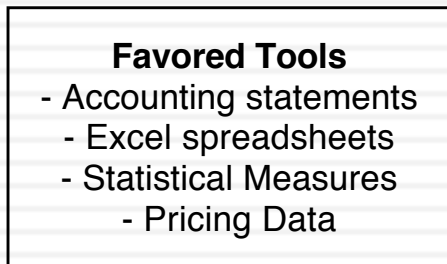 Favored Tools
- Accounting statements
- Excel spreadsheets
- Statistical Measures
- Pricing Data